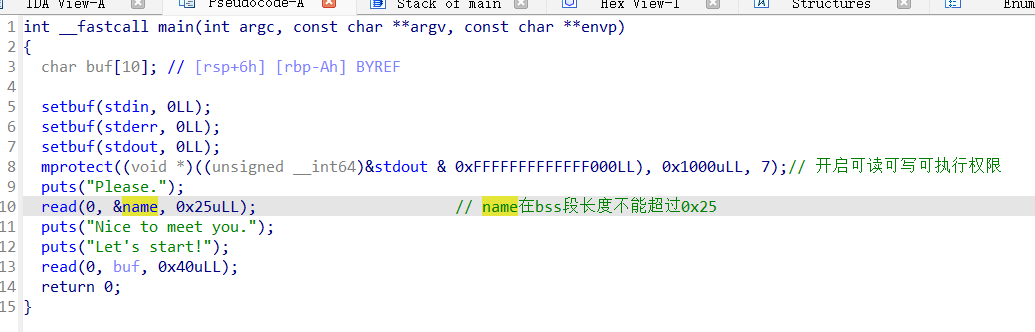 IDA View-A Pseudocode-A Stack of main Hex View-1 Structures Enum
1 int __fastcall main(int argc, const char **argv, const char **envp)
2 {
3 char buf[10]; // [rsp+6h] [rbp-Ah] BYREF
4
5 setbuf(stdin, 0LL);
6 setbuf(stderr, 0LL);
7 setbuf(stdout, 0LL);
8 mprotect((void *)((unsigned __int64)&stdout & 0xFFFFFFFFFFFFF000LL), 0x1000uLL, 7);// 开启可读可写可执行权限
9 puts("Please.");
10 read(0, &name, 0x25uLL); // name在bss段长度不能超过0x25
11 puts("Nice to meet you.");
12 puts("Let's start!");
13 read(0, buf, 0x40uLL);
14 return 0;
15 }